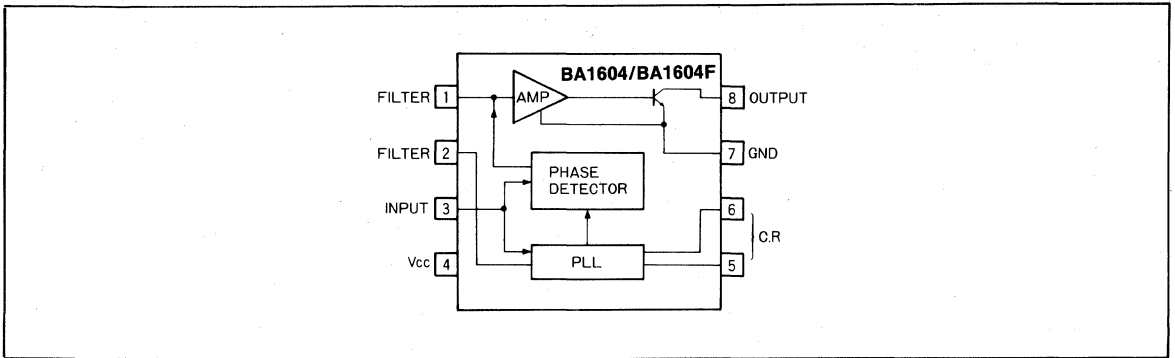 BA1604/BA1604F
FILTER 1
AMP
8 OUTPUT
FILTER 2
7 GND
PHASE
DETECTOR
INPUT 3
6
C.R
Vcc 4
PLL
5